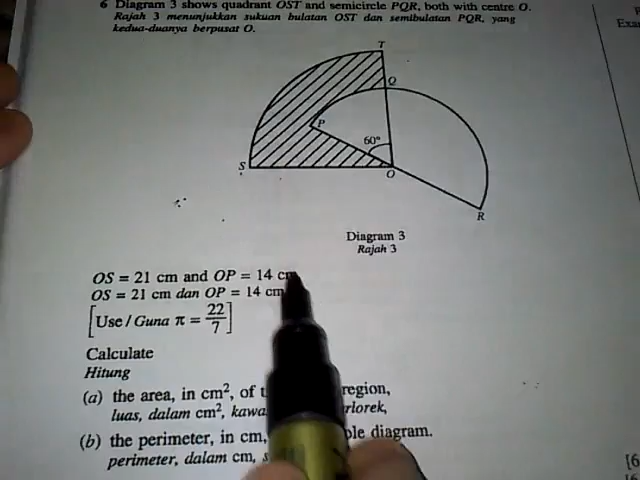 6 Diagram 3 shows quadrant OST and semicircle PQR, both with centre O.
Rajah 3 menunjukkan sukuan bulatan OST dan semibulatan PQR, yang
kedua-duanya berpusat O.
T
Q
P
60°
S
O
R
Diagram 3
Rajah 3
OS = 21 cm and OP = 14 cm
OS = 21 cm dan OP = 14 cm
[Use / Guna π = 22/7]
Calculate
Hitung
(a) the area, in cm², of region,
luas, dalam cm²,
(b) the perimeter, in cm, diagram.
perimeter, dalam cm,
[6